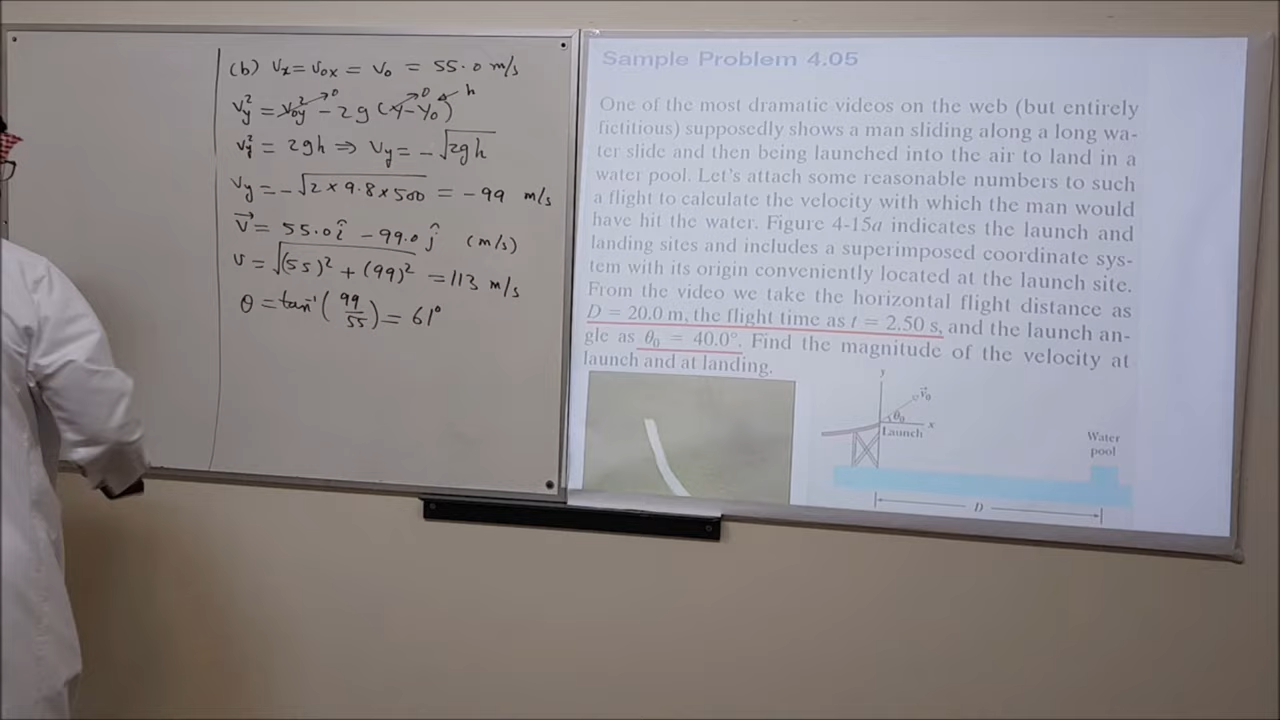 (b) Vx = Vox = Vo = 55.0 m/s
Vy² = Voy² → 0 - 2g (Y → 0 - Yo) h
Vy² = 2gh ⇒ Vy = -√2gh
Vy = -√2 × 9.8 × 500 = -99 m/s
V⃗ = 55.0 î - 99.0 ĵ (m/s)
V = √(55)² + (99)² = 113 m/s
θ = tan⁻¹ (99/55) = 61°
Sample Problem 4.05
One of the most dramatic videos on the web (but entirely
fictitious) supposedly shows a man sliding along a long wa-
ter slide and then being launched into the air to land in a
water pool. Let's attach some reasonable numbers to such
a flight to calculate the velocity with which the man would
have hit the water. Figure 4-15a indicates the launch and
landing sites and includes a superimposed coordinate sys-
tem with its origin conveniently located at the launch site.
From the video we take the horizontal flight distance as
D = 20.0 m, the flight time as t = 2.50 s, and the launch an-
gle as θ₀ = 40.0°. Find the magnitude of the velocity at
launch and at landing.
y
v⃗₀
θ₀
x
Launch
Water
pool
D